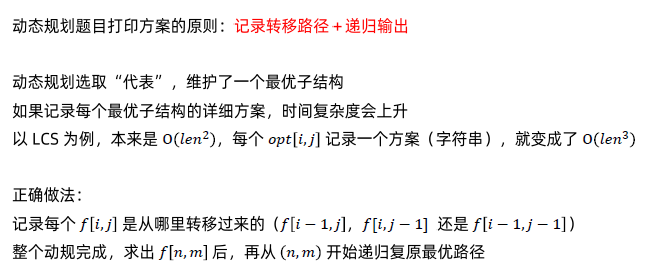 动态规划题目打印方案的原则：记录转移路径＋递归输出
动态规划选取“代表”，维护了一个最优子结构
如果记录每个最优子结构的详细方案，时间复杂度会上升
以 LCS 为例，本来是 O(len²)，每个 opt[i,j] 记录一个方案（字符串），就变成了 O(len³)
正确做法：
记录每个 f[i,j] 是从哪里转移过来的（f[i − 1,j]，f[i,j − 1] 还是 f[i − 1,j − 1]）
整个动规完成，求出 f[n,m] 后，再从 (n,m) 开始递归复原最优路径